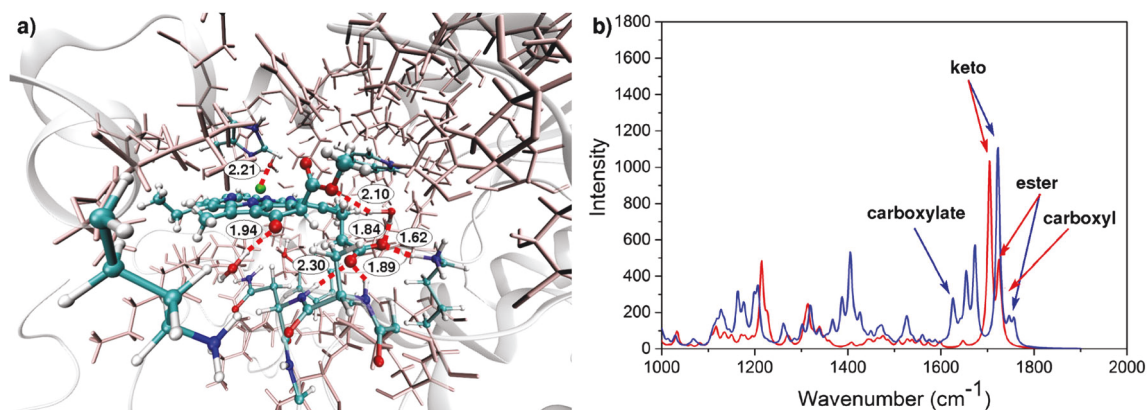 a)
2.21
2.10
1.94
1.84
1.62
2.30
1.89
b)
1800
1600
1400
1200
1000
800
600
400
200
0
Intensity
keto
ester
carboxylate
carboxyl
1000
1200
1400
1600
1800
2000
Wavenumber (cm⁻¹)